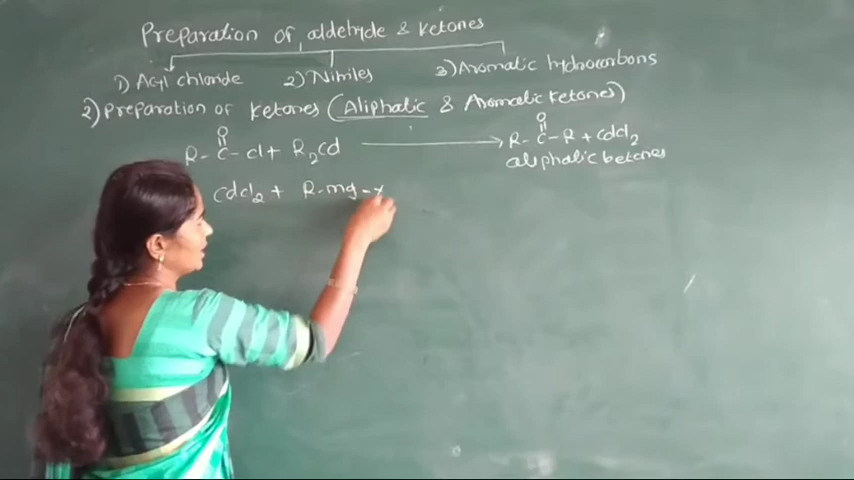 Preparation of aldehyde & ketones
1) Acyl chloride 2) Nitriles 3) Aromatic hydrocarbons
2) Preparation of ketones (Aliphatic & Aromatic ketones)
O O
R - C - Cl + R2cd → R - C - R + CdCl2
aliphatic ketones
CdCl2 + R-mg-x